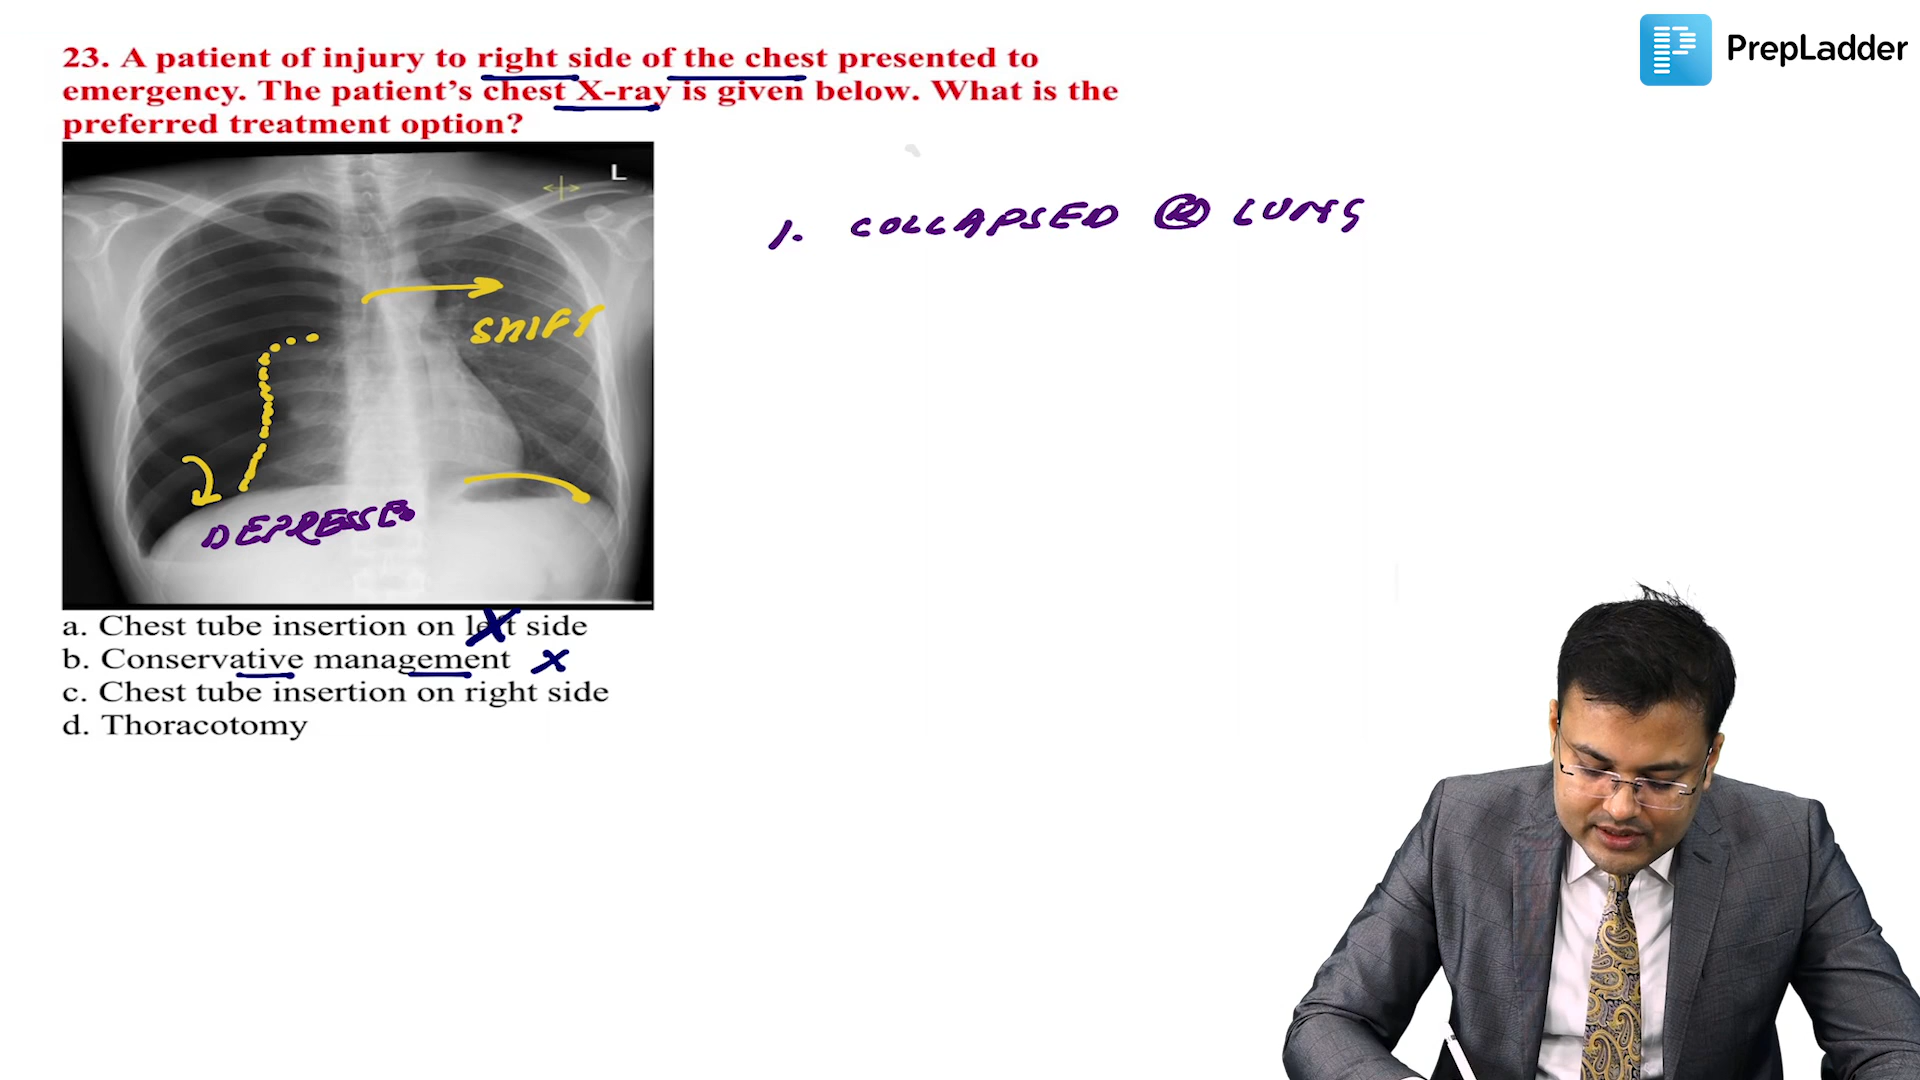 PrepLadder
23. A patient of injury to right side of the chest presented to
emergency. The patient's chest X-ray is given below. What is the
preferred treatment option?
L
SHIFT
DEPRESSED
1. COLLAPSED R LUNG
a. Chest tube insertion on left side
b. Conservative management
c. Chest tube insertion on right side
d. Thoracotomy